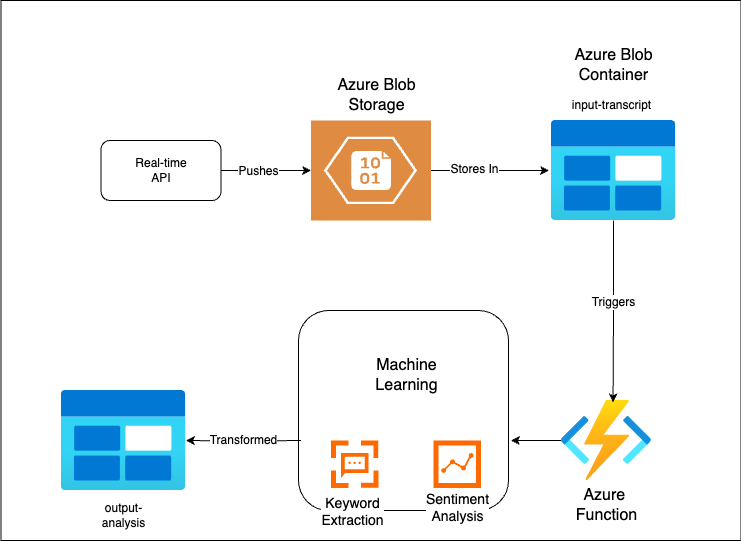 Azure Blob
Container
input-transcript
Azure Blob
Storage
10
01
Real-time
API
Pushes
Stores In
Triggers
Machine
Learning
Keyword
Extraction
Sentiment
Analysis
Transformed
output-
analysis
Azure
Function